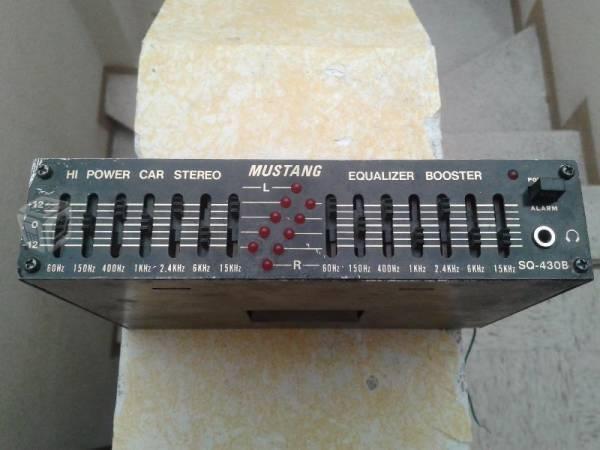 MUSTANG
HI POWER CAR STEREO
EQUALIZER BOOSTER
L
+12
0
-12
ALARM
R
60Hz 150Hz 400Hz 1KHz 2.4KHz 6KHz 15KHz
60Hz 150Hz 400Hz 1KHz 2.4KHz 6KHz 15KHz
SQ-430B